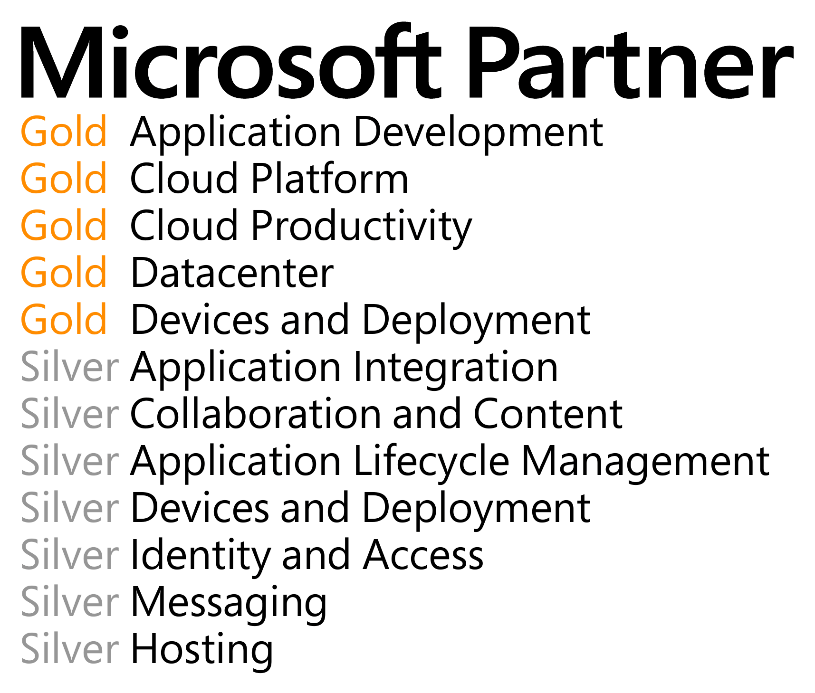 Microsoft Partner
Gold Application Development
Gold Cloud Platform
Gold Cloud Productivity
Gold Datacenter
Gold Devices and Deployment
Silver Application Integration
Silver Collaboration and Content
Silver Application Lifecycle Management
Silver Devices and Deployment
Silver Identity and Access
Silver Messaging
Silver Hosting